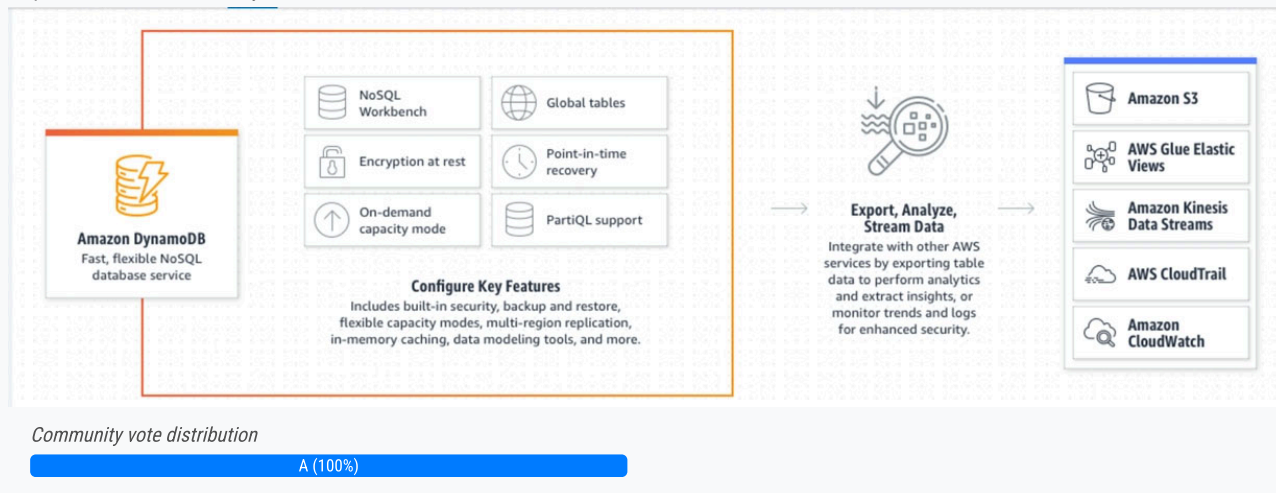 Amazon DynamoDB
Fast, flexible NoSQL
database service
NoSQL
Workbench
Global tables
Encryption at rest
Point-in-time
recovery
On-demand
capacity mode
PartiQL support
Configure Key Features
Includes built-in security, backup and restore,
flexible capacity modes, multi-region replication,
in-memory caching, data modeling tools, and more.
Export, Analyze,
Stream Data
Integrate with other AWS
services by exporting table
data to perform analytics
and extract insights, or
monitor trends and logs
for enhanced security.
Amazon S3
AWS Glue Elastic
Views
Amazon Kinesis
Data Streams
AWS CloudTrail
Amazon
CloudWatch
Community vote distribution
A (100%)